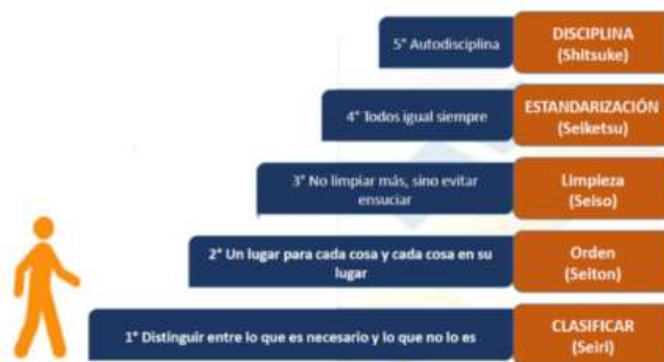 5° Autodisciplina
DISCIPLINA
(Shitsuke)
4° Todos igual siempre
ESTANDARIZACIÓN
(Seiketsu)
3° No limpiar más, sino evitar
ensuciar
Limpieza
(Seiso)
2° Un lugar para cada cosa y cada cosa en su
lugar
Orden
(Seiton)
1° Distinguir entre lo que es necesario y lo que no lo es
CLASIFICAR
(Seiri)